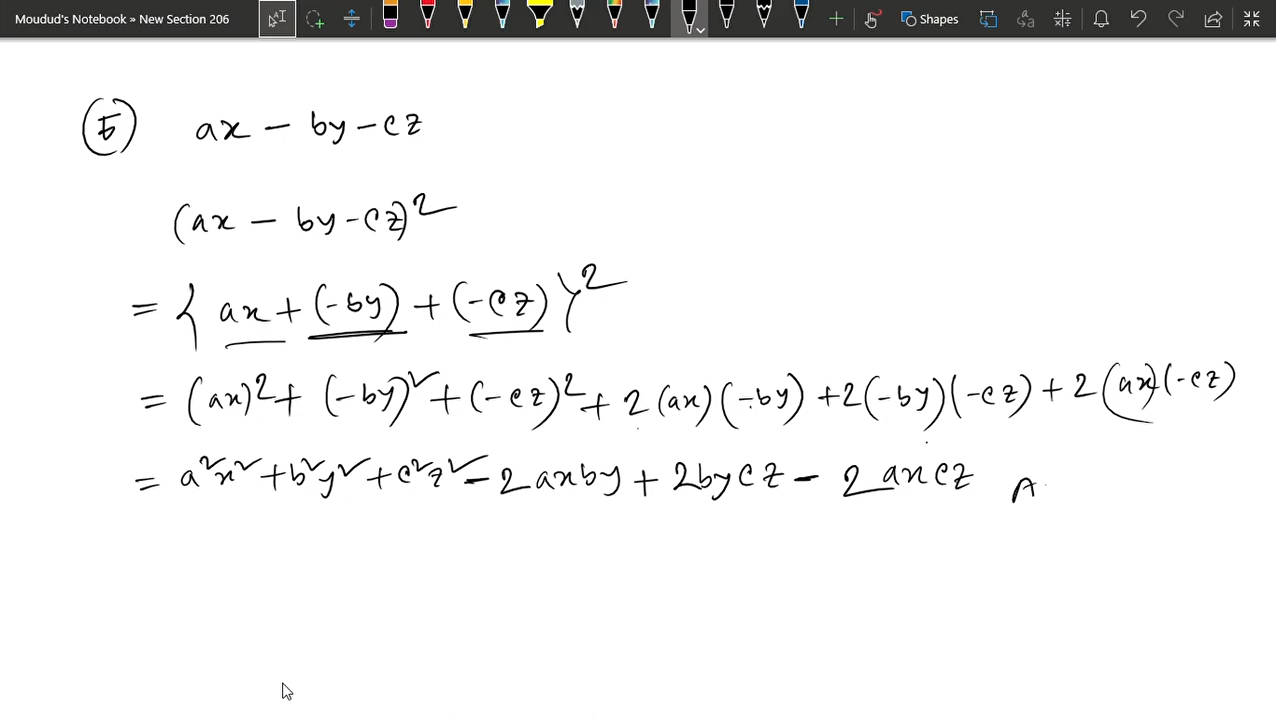 Moudud's Notebook » New Section 206
Shapes
5 ax - by - cz
(ax - by - cz)²
= { ax + (-by) + (-cz) }²
= (ax)² + (-by)² + (-cz)² + 2(ax)(-by) + 2(-by)(-cz) + 2(ax)(-cz)
= a²x² + b²y² + c²z² - 2axby + 2bycz - 2axcz A